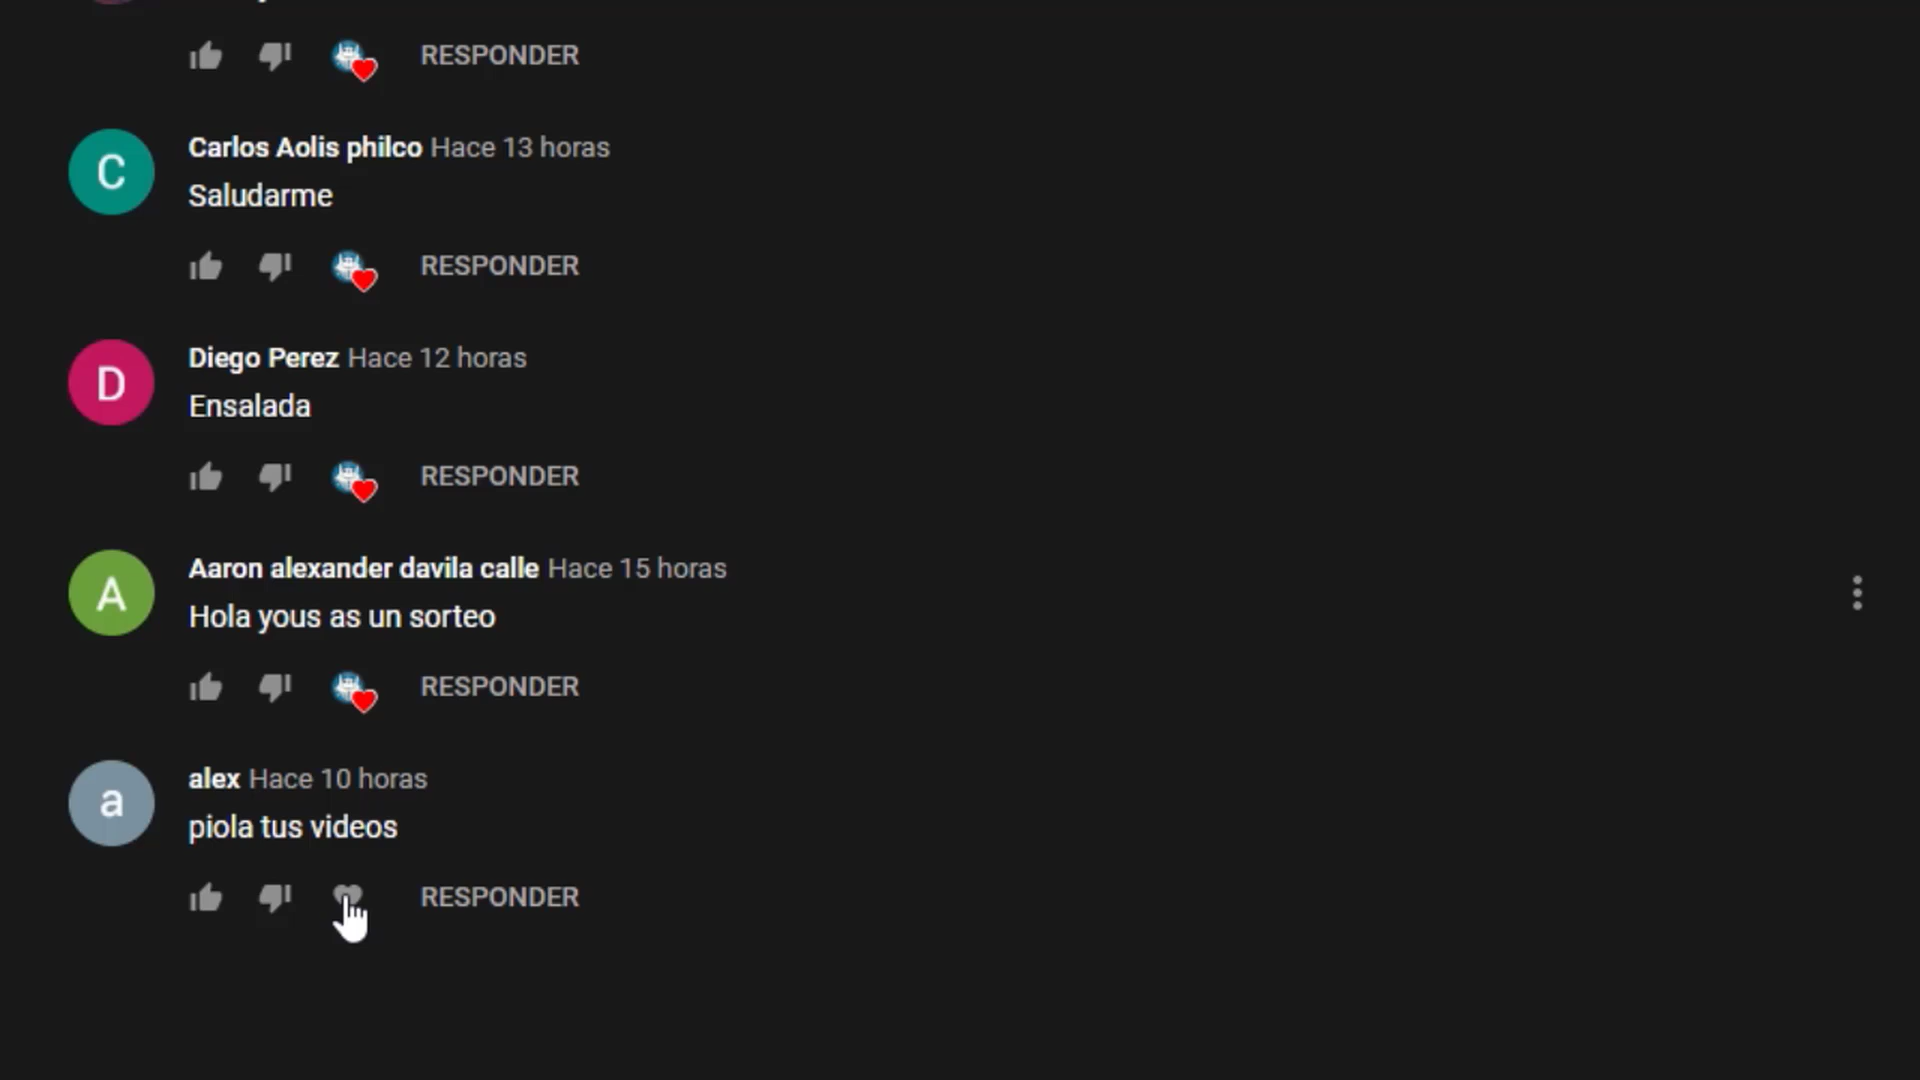 RESPONDER
C
Carlos Aolis philco Hace 13 horas
Saludarme
RESPONDER
D
Diego Perez Hace 12 horas
Ensalada
RESPONDER
A
Aaron alexander davila calle Hace 15 horas
Hola yous as un sorteo
RESPONDER
a
alex Hace 10 horas
piola tus videos
RESPONDER